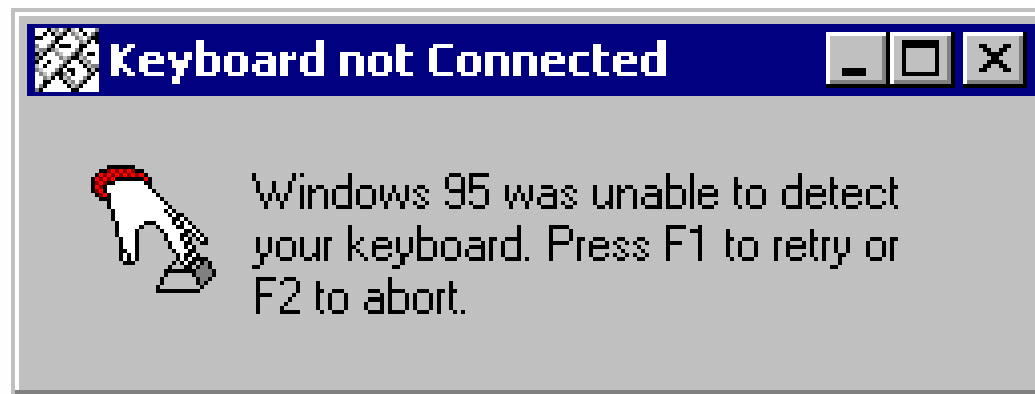 Keyboard not Connected
Windows 95 was unable to detect
your keyboard. Press F1 to retry or
F2 to abort.